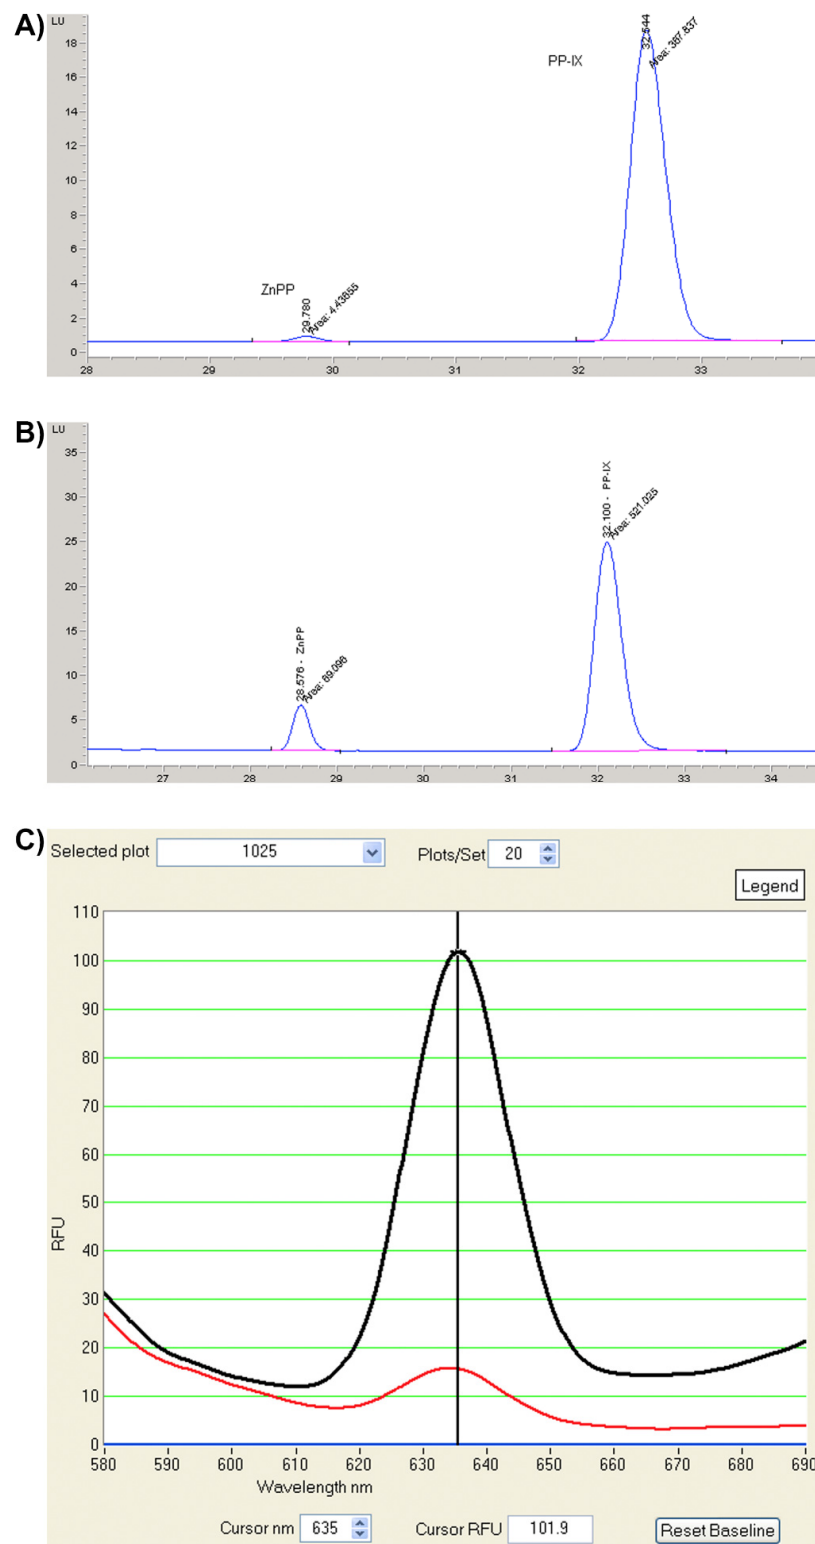 A)
LU
18
16
14
12
10
8
6
4
2
0
PP-IX
32.544
Area: 387.837
ZnPP
29.780
Area: 4.43855
28 29 30 31 32 33
B)
LU
35
30
25
20
15
10
5
0
28.576 - ZnPP
Area: 89.096
32.100 - PP-IX
Area: 521.025
27 28 29 30 31 32 33 34
C)
Selected plot 1025 Plots/Set 20
Legend
110
100
90
80
70
60
50
40
30
20
10
0
RFU
580 590 600 610 620 630 640 650 660 670 680 690
Wavelength nm
Cursor nm 635 Cursor RFU 101.9 Reset Baseline